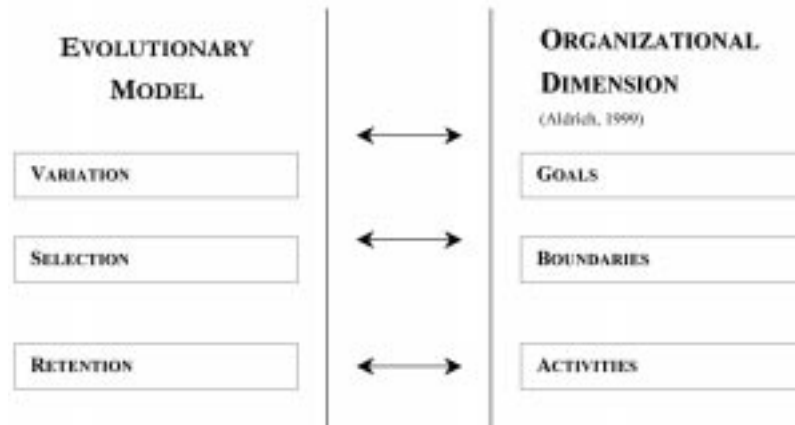 EVOLUTIONARY
MODEL
VARIATION
SELECTION
RETENTION
ORGANIZATIONAL
DIMENSION
(Aldrich, 1999)
GOALS
BOUNDARIES
ACTIVITIES